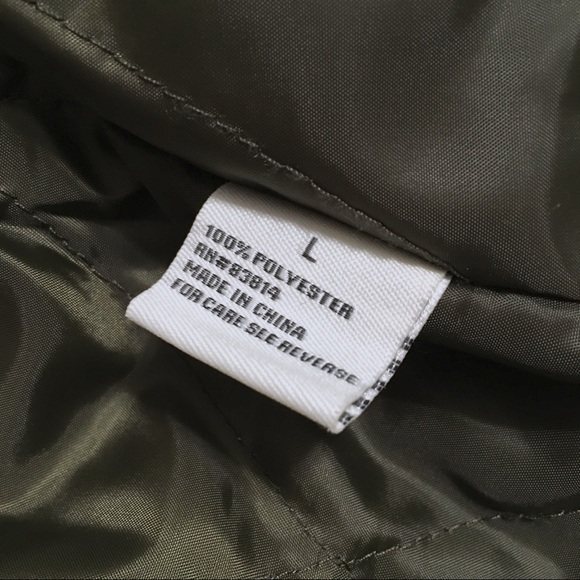 L
100% POLYESTER
RN#83814
MADE IN CHINA
FOR CARE SEE REVERSE